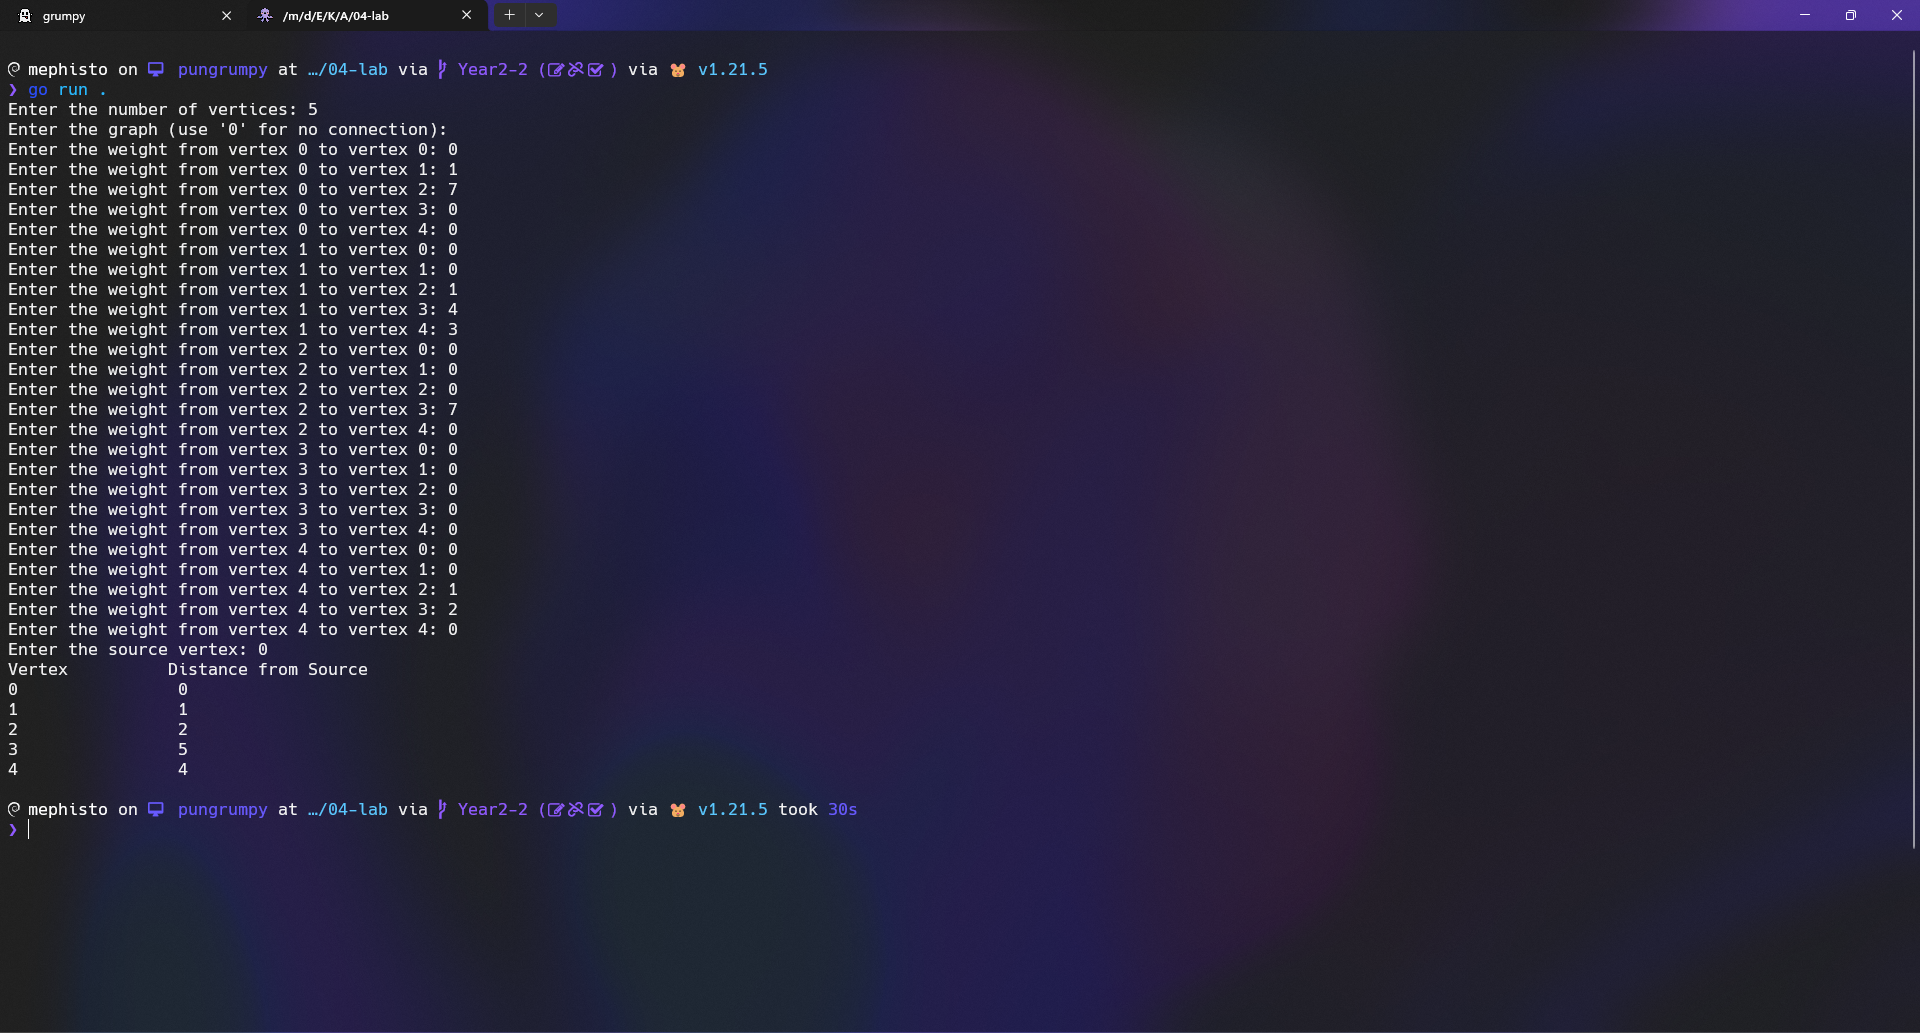 grumpy
/m/d/E/K/A/04-lab
mephisto on pungrumpy at …/04-lab via Year2-2 ( ) via v1.21.5
❯ go run .
Enter the number of vertices: 5
Enter the graph (use '0' for no connection):
Enter the weight from vertex 0 to vertex 0: 0
Enter the weight from vertex 0 to vertex 1: 1
Enter the weight from vertex 0 to vertex 2: 7
Enter the weight from vertex 0 to vertex 3: 0
Enter the weight from vertex 0 to vertex 4: 0
Enter the weight from vertex 1 to vertex 0: 0
Enter the weight from vertex 1 to vertex 1: 0
Enter the weight from vertex 1 to vertex 2: 1
Enter the weight from vertex 1 to vertex 3: 4
Enter the weight from vertex 1 to vertex 4: 3
Enter the weight from vertex 2 to vertex 0: 0
Enter the weight from vertex 2 to vertex 1: 0
Enter the weight from vertex 2 to vertex 2: 0
Enter the weight from vertex 2 to vertex 3: 7
Enter the weight from vertex 2 to vertex 4: 0
Enter the weight from vertex 3 to vertex 0: 0
Enter the weight from vertex 3 to vertex 1: 0
Enter the weight from vertex 3 to vertex 2: 0
Enter the weight from vertex 3 to vertex 3: 0
Enter the weight from vertex 3 to vertex 4: 0
Enter the weight from vertex 4 to vertex 0: 0
Enter the weight from vertex 4 to vertex 1: 0
Enter the weight from vertex 4 to vertex 2: 1
Enter the weight from vertex 4 to vertex 3: 2
Enter the weight from vertex 4 to vertex 4: 0
Enter the source vertex: 0
Vertex Distance from Source
0 0
1 1
2 2
3 5
4 4
mephisto on pungrumpy at …/04-lab via Year2-2 ( ) via v1.21.5 took 30s
❯